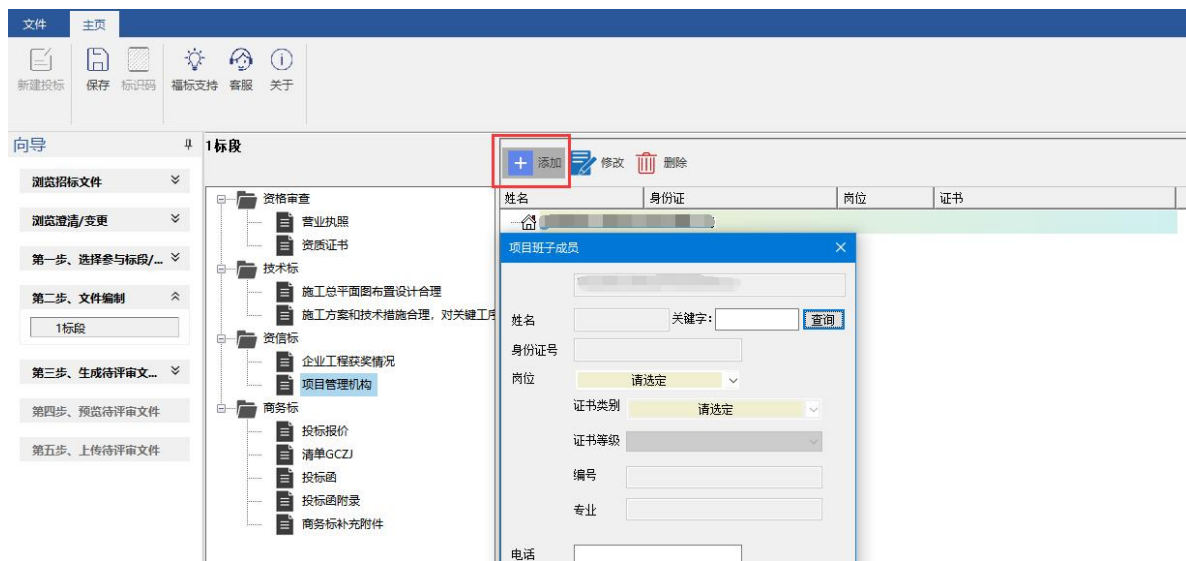 文件 主页
新建投标 保存 标识码 福标支持 客服 关于
向导
浏览招标文件
浏览澄清/变更
第一步、选择参与标段/...
第二步、文件编制
1标段
第三步、生成待评审文...
第四步、预览待评审文件
第五步、上传待评审文件
1标段
资格审查
营业执照
资质证书
技术标
施工总平面图布置设计合理
施工方案和技术措施合理，对关键工序
资信标
企业工程获奖情况
项目管理机构
商务标
投标报价
清单GCZJ
投标函
投标函附录
商务标补充附件
添加 修改 删除
姓名 身份证 岗位 证书
项目班子成员
姓名 关键字： 查询
身份证号
岗位 请选定
证书类别 请选定
证书等级
编号
专业
电话